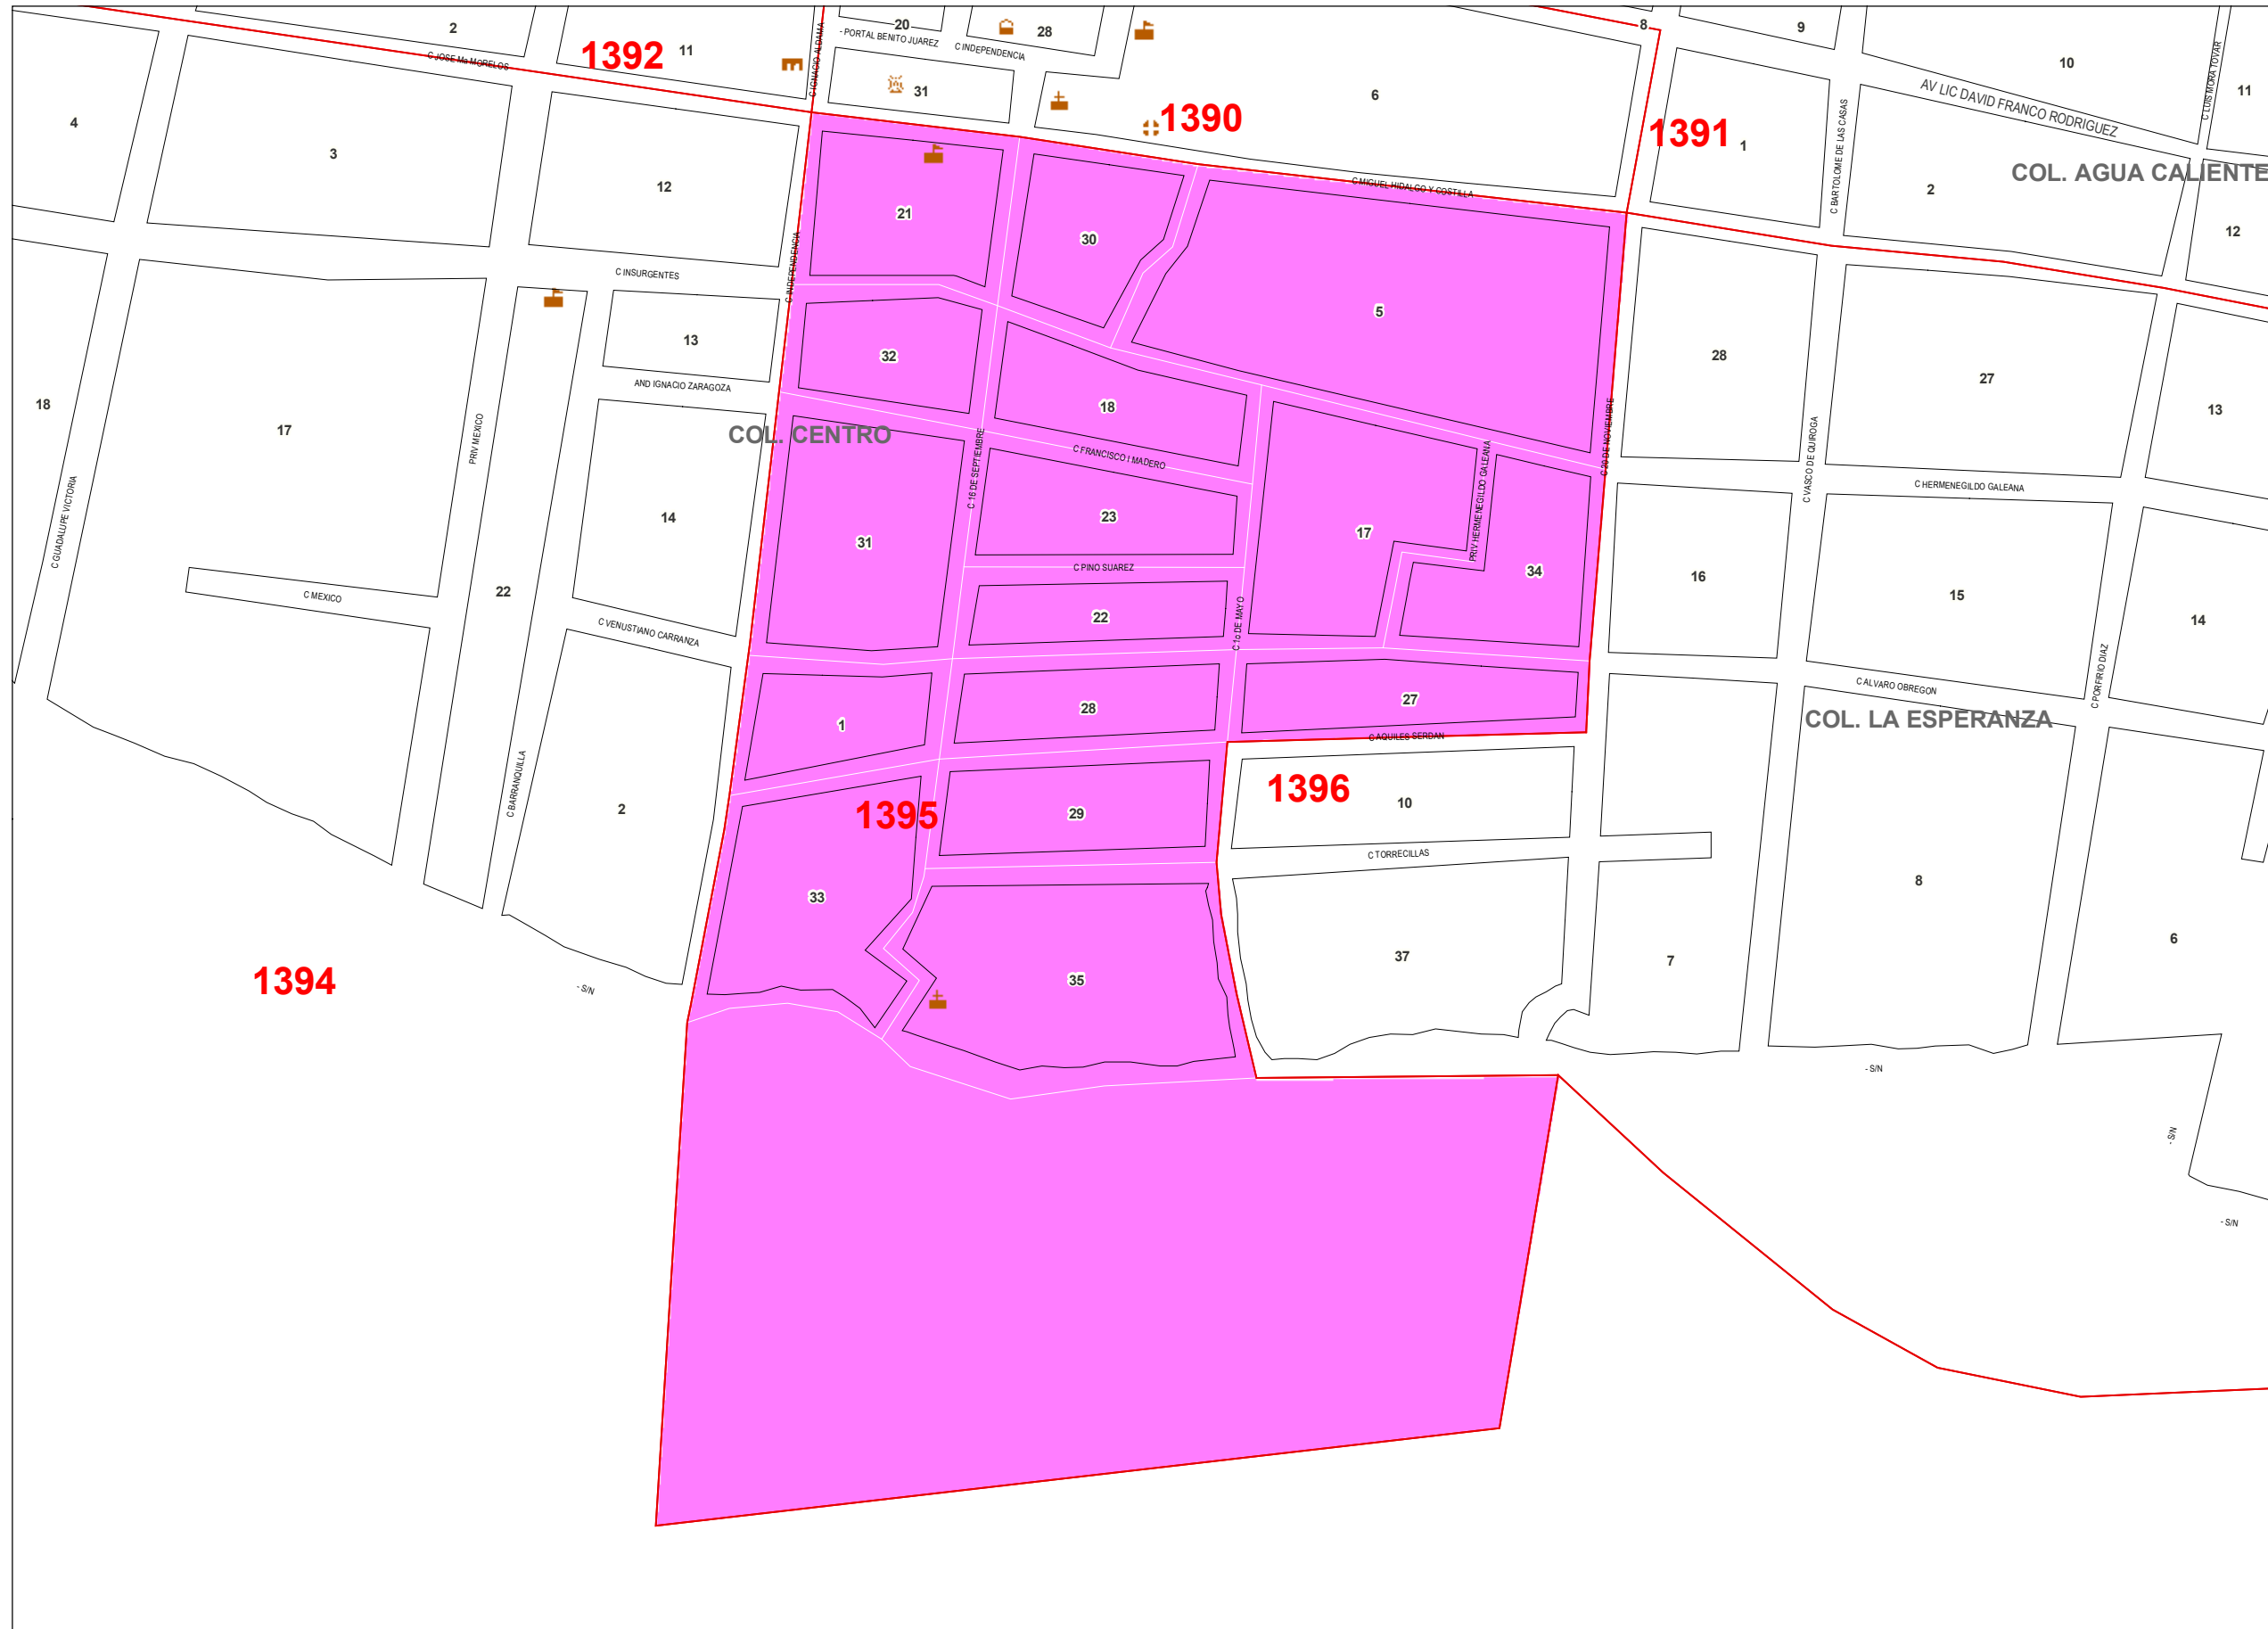 2
11
1392
C JOSE Ma MORELOS
C IGNACIO ALDAMA
20
- PORTAL BENITO JUAREZ
C INDEPENDENCIA
28
31
6
1390
8
9
10
11
AV LIC DAVID FRANCO RODRIGUEZ
C LUIS MORA TOVAR
1391
1
C BARTOLOME DE LAS CASAS
COL. AGUA CALIENTE
2
12
4
3
12
21
30
C MIGUEL HIDALGO Y COSTILLA
C INSURGENTES
C INDEPENDENCIA
5
13
32
28
27
13
AND IGNACIO ZARAGOZA
18
17
PRIV MEXICO
COL. CENTRO
18
C 20 DE NOVIEMBRE
C FRANCISCO I MADERO
C 16 DE SEPTIEMBRE
PRIV HERMENEGILDO GALEANA
C VASCO DE QUIROGA
C HERMENEGILDO GALEANA
C GUADALUPE VICTORIA
14
31
23
17
34
16
15
14
C PINO SUAREZ
C MEXICO
22
22
C 1o DE MAYO
C VENUSTIANO CARRANZA
C ALVARO OBREGON
C PORFIRIO DIAZ
1
28
27
COL. LA ESPERANZA
C AQUILES SERDAN
C BARRANQUILLA
2
1395
29
1396
10
C TORRECILLAS
33
35
37
7
8
6
1394
- S/N
- S/N
- S/N
- S/N